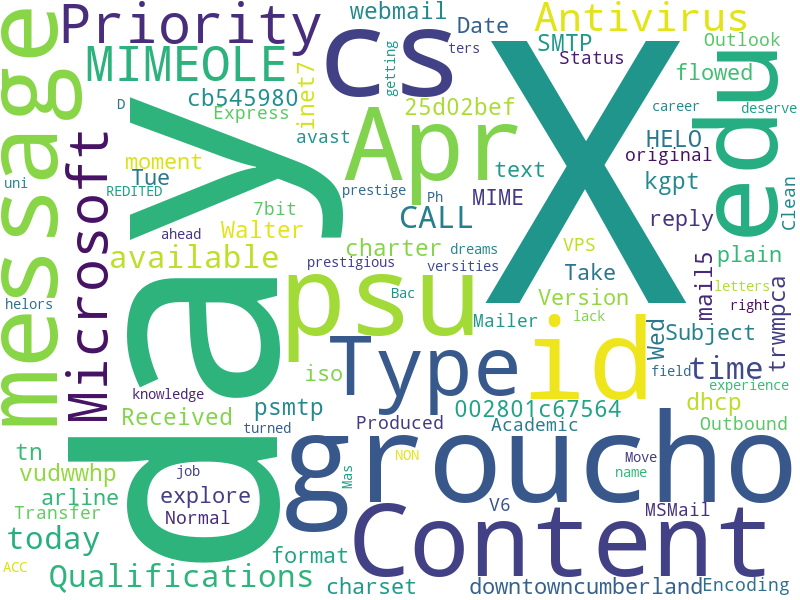 webmail
Date
Antivirus
Priority
cs
SMTP
Outlook
ters
Status
getting
MIMEOLE
flowed
message
cb545980
Express
inet7
25d02bef
career
deserve
D
X
edu
Apr
avast
HELO
original
moment
Tue
text
kgpt
Clean
uni
REDITED
prestige
Ph
MIME
Microsoft
day
7bit
CALL
reply
Walter
ahead
charter
dreams
VPS
available
prestigious
versities
Take
plain
psu
mail5
trwmpca
letters
helors
Bac
Version
right
Mailer
lack
id
Wed
Subject
Type
time
iso
field
experience
knowledge
psmtp
002801c67564
dhcp
Received
Produced
Academic
Outbound
turned
groucho
tn
NON
Move
vudwwhp
job
Mas
name
arline
explore
V6
MSMail
Transfer
Normal
Content
today
format
ACC
Qualifications
charset
downtowncumberland
Encoding